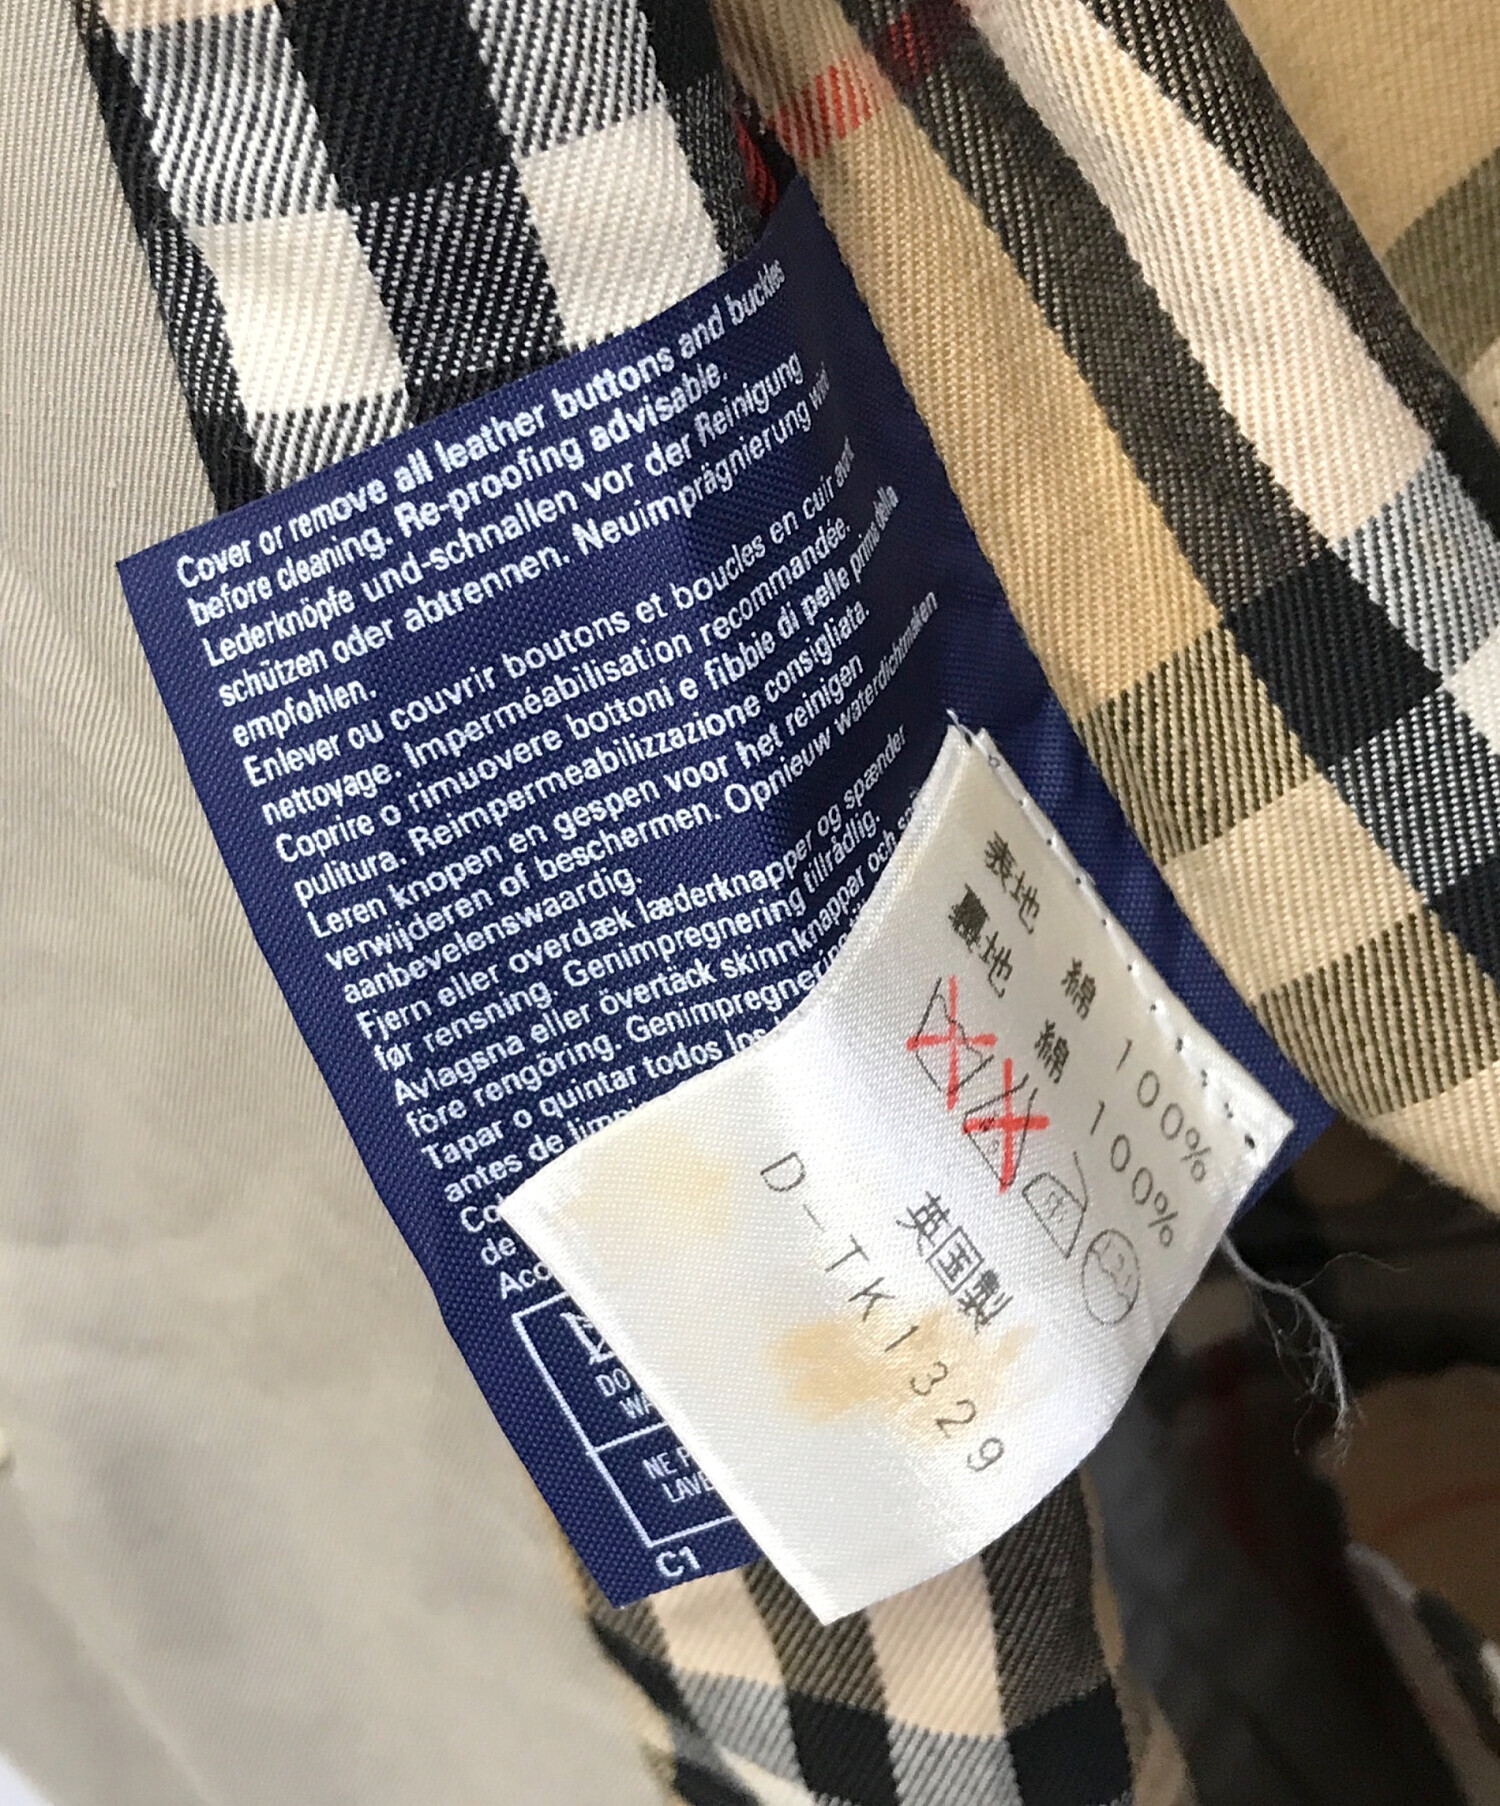 Cover or remove all leather buttons and buckles
before cleaning. Re-proofing advisable.
Lederknöpfe und-schnallen vor der Reinigung
schützen oder abtrennen. Neuimprägnierung wird
empfohlen.
Enlever ou couvrir boutons et boucles en cuir avant
nettoyage. Imperméabilisation recommandée.
Coprire o rimuovere bottoni e fibbie di pelle prima della
pulitura. Reimpermeabilizzazione consigliata.
Leren knopen en gespen voor het reinigen
verwijderen of beschermen. Opnieuw waterdichtmaken
aanbevelenswaardig.
Fjern eller overdæk læderknapper og spænder
før rensning. Genimpregnering tilrådlig.
Avlagsna eller övertäck skinnknapper och
före rengöring. Genimpregnering
Tapar o quintar todos los
antes de
de
DO
NE
C1
表地 綿 100%
裏地 綿 100%
英国製
D-TK1329